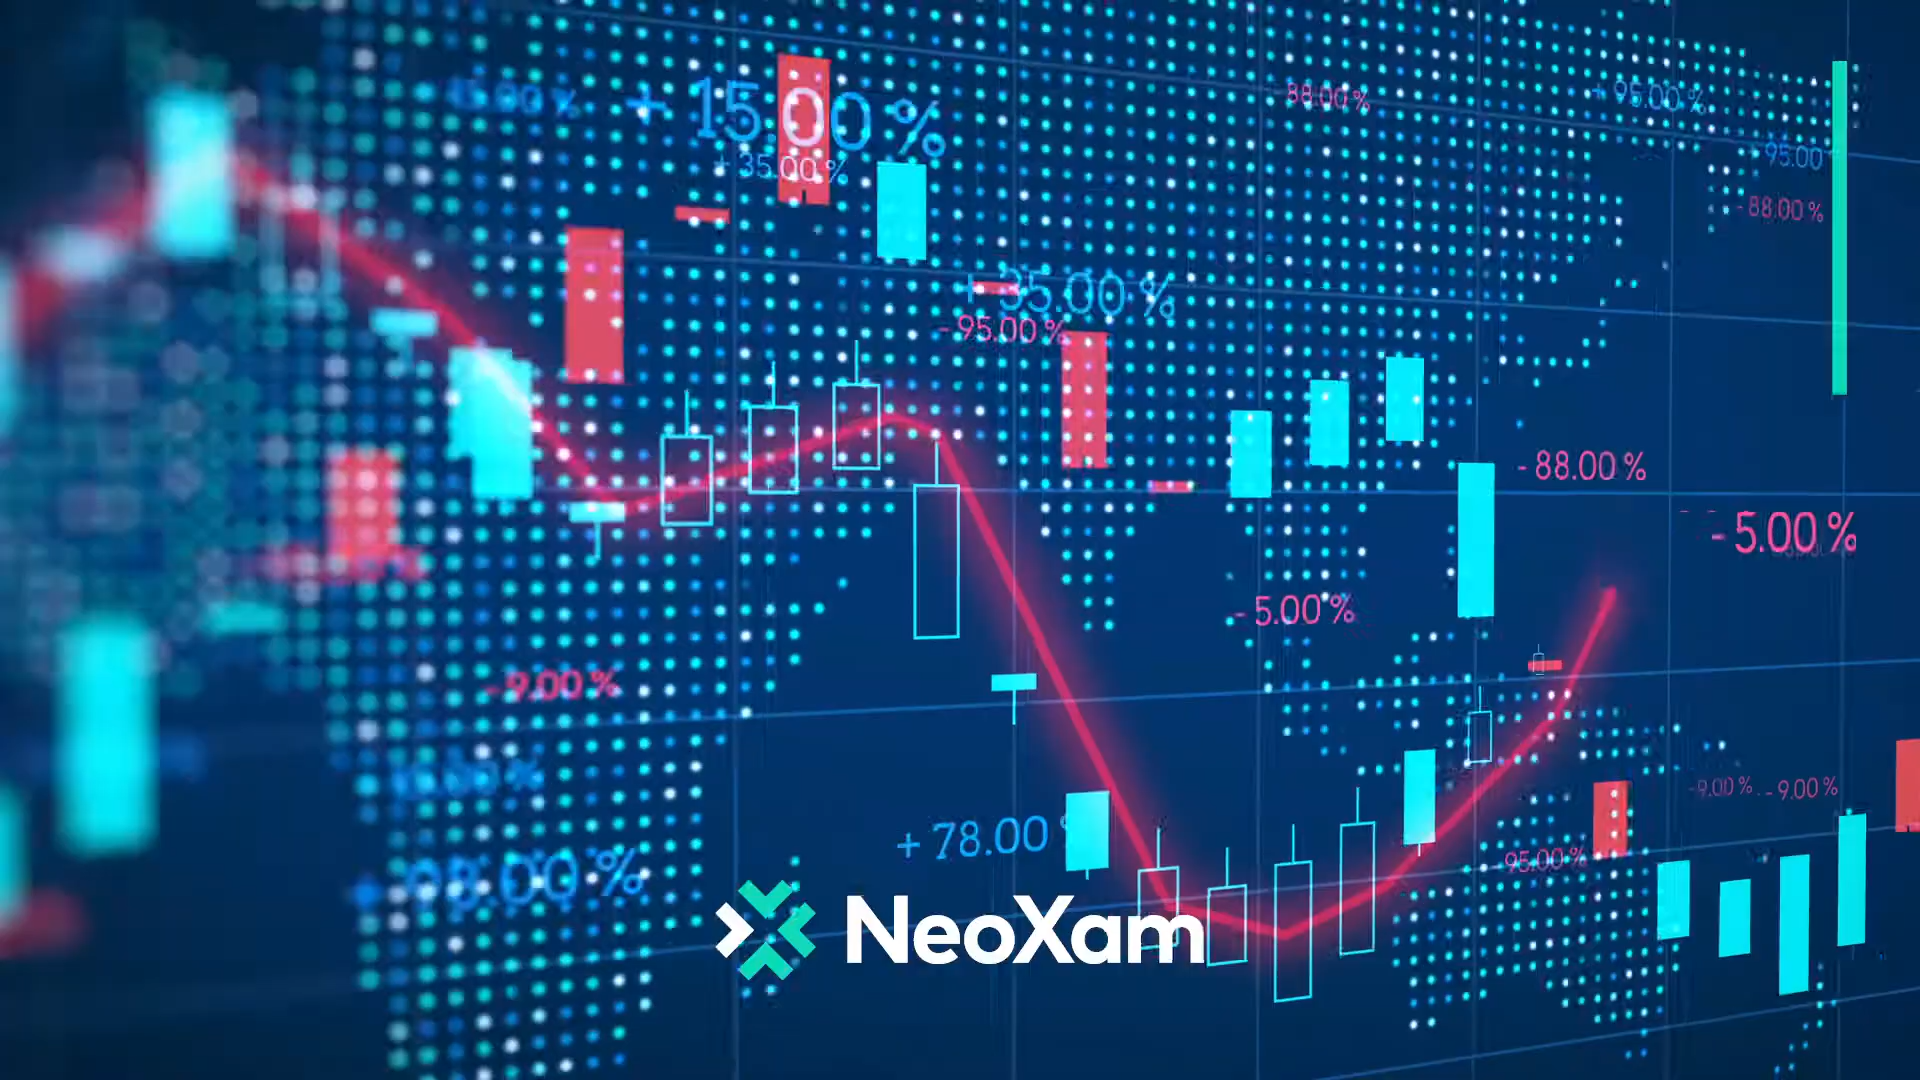 + 15.00 %
+ 35.00 %
88.00 %
+ 95.00 %
+ 95.00
- 88.00 %
+ 35.00 %
- 95.00 %
- 88.00 %
- 5.00 %
- 5.00 %
- 9.00 %
- 9.00 % - 9.00 %
+ 78.00
- 95.00 %
NeoXam